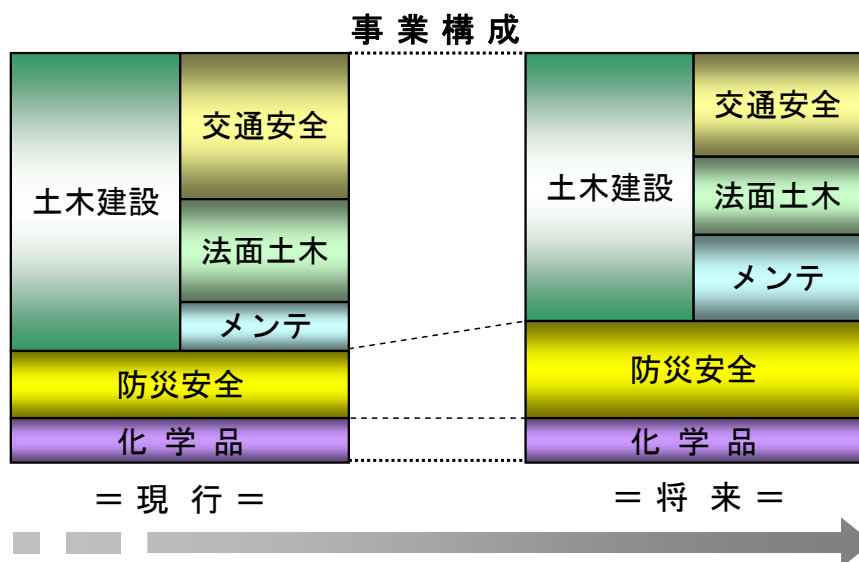 事業構成
土木建設
交通安全
法面土木
メンテ
防災安全
化学品
＝現行＝
土木建設
交通安全
法面土木
メンテ
防災安全
化学品
＝将来＝